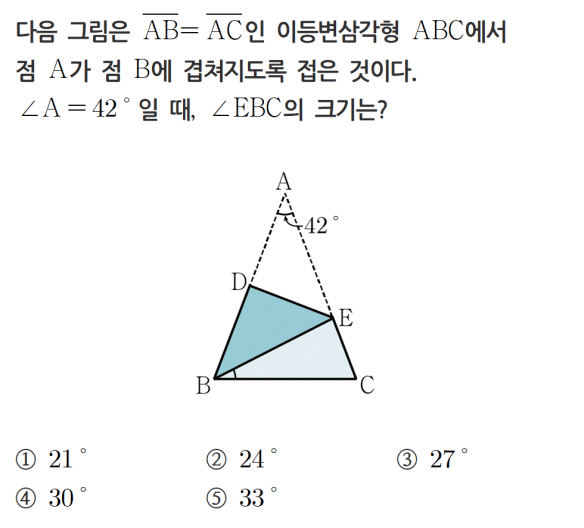 다음 그림은 AB= AC인 이등변삼각형 ABC에서
점 A가 점 B에 겹쳐지도록 접은 것이다.
∠A = 42°일 때, ∠EBC의 크기는?
A
42°
D
E
B
C
① 21° ② 24° ③ 27°
④ 30° ⑤ 33°